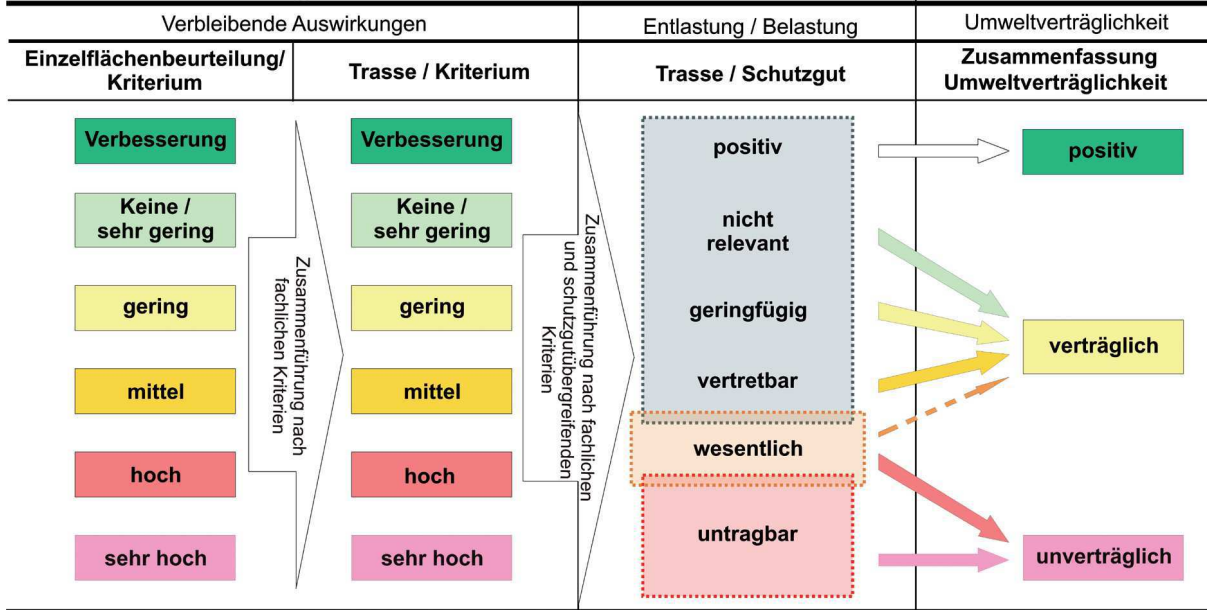 Verbleibende Auswirkungen
Entlastung / Belastung
Umweltverträglichkeit
Einzelflächenbeurteilung/
Kriterium
Trasse / Kriterium
Trasse / Schutzgut
Zusammenfassung
Umweltverträglichkeit
Verbesserung
Keine /
sehr gering
gering
mittel
hoch
sehr hoch
Zusammenführung nach
fachlichen Kriterien
Verbesserung
Keine /
sehr gering
gering
mittel
hoch
sehr hoch
Zusammenführung nach fachlichen
und schutzgutübergreifenden
Kriterien
positiv
nicht
relevant
geringfügig
vertretbar
wesentlich
untragbar
positiv
verträglich
unverträglich